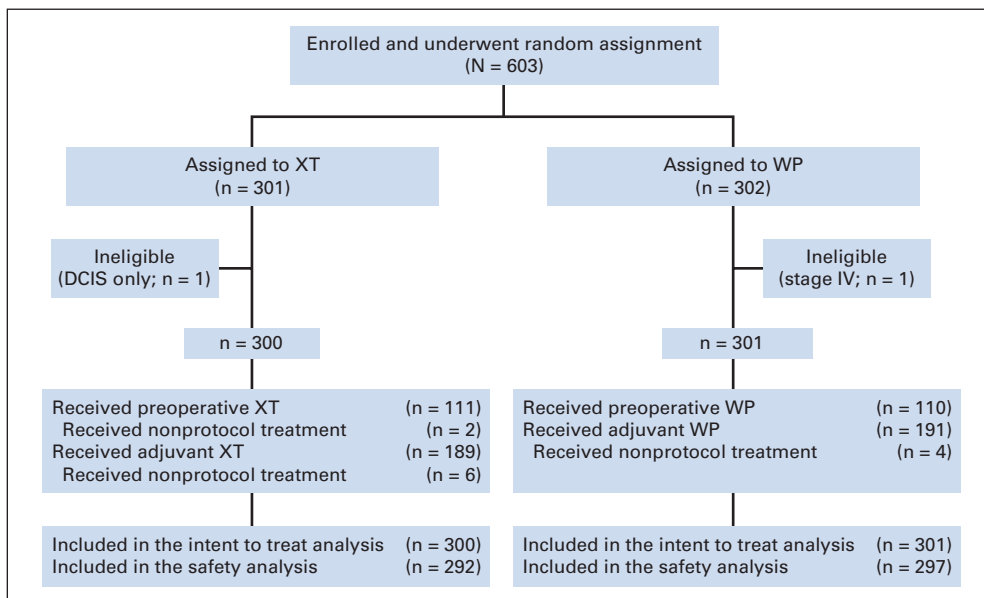 Enrolled and underwent random assignment
(N = 603)
Assigned to XT
(n = 301)
Assigned to WP
(n = 302)
Ineligible
(DCIS only; n = 1)
Ineligible
(stage IV; n = 1)
n = 300
n = 301
Received preoperative XT (n = 111)
Received nonprotocol treatment (n = 2)
Received adjuvant XT (n = 189)
Received nonprotocol treatment (n = 6)
Received preoperative WP (n = 110)
Received adjuvant WP (n = 191)
Received nonprotocol treatment (n = 4)
Included in the intent to treat analysis (n = 300)
Included in the safety analysis (n = 292)
Included in the intent to treat analysis (n = 301)
Included in the safety analysis (n = 297)